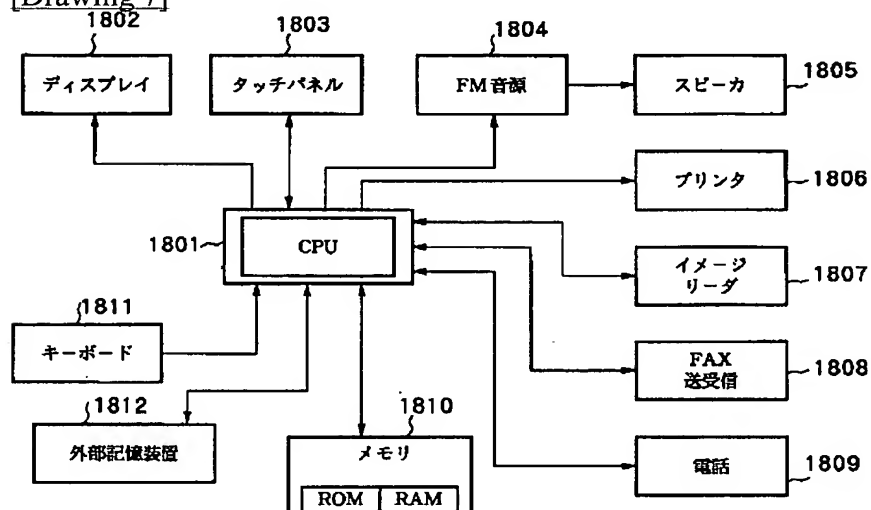 [Drawing 7]
1802
1803
1804
ディスプレイ
タッチパネル
FM音源
スピーカ
1805
プリンタ
1806
1801
CPU
イメージ
リーダ
1807
1811
キーボード
FAX
送受信
1808
1812
外部記憶装置
1810
メモリ
ROM
RAM
電話
1809